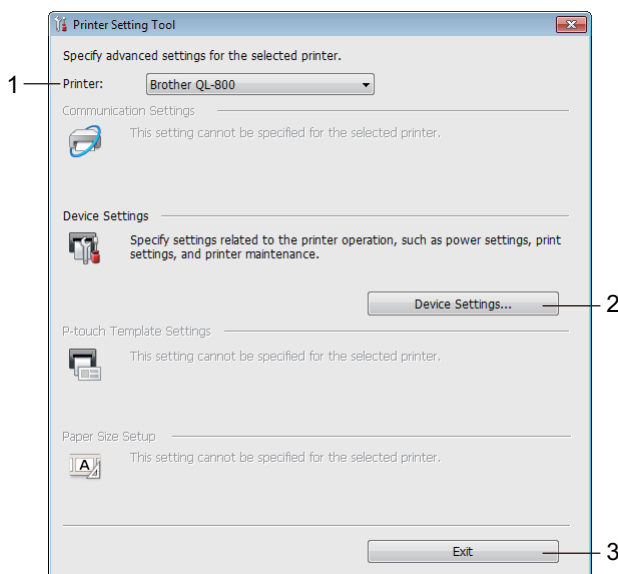 Printer Setting Tool
Specify advanced settings for the selected printer.
1
Printer: Brother QL-800
Communication Settings
This setting cannot be specified for the selected printer.
Device Settings
Specify settings related to the printer operation, such as power settings, print
settings, and printer maintenance.
Device Settings...
2
P-touch Template Settings
This setting cannot be specified for the selected printer.
Paper Size Setup
A
This setting cannot be specified for the selected printer.
Exit
3